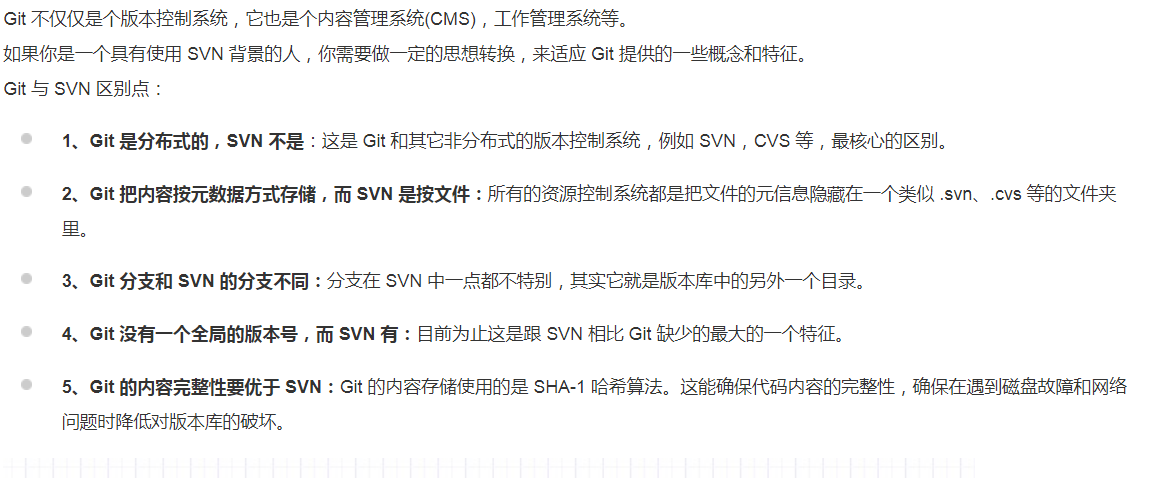 Git 不仅仅是个版本控制系统，它也是个内容管理系统(CMS)，工作管理系统等。
如果你是一个具有使用 SVN 背景的人，你需要做一定的思想转换，来适应 Git 提供的一些概念和特征。
Git 与 SVN 区别点：
1、Git 是分布式的，SVN 不是：这是 Git 和其它非分布式的版本控制系统，例如 SVN，CVS 等，最核心的区别。
2、Git 把内容按元数据方式存储，而 SVN 是按文件：所有的资源控制系统都是把文件的元信息隐藏在一个类似 .svn、.cvs 等的文件夹
里。
3、Git 分支和 SVN 的分支不同：分支在 SVN 中一点都不特别，其实它就是版本库中的另外一个目录。
4、Git 没有一个全局的版本号，而 SVN 有：目前为止这是跟 SVN 相比 Git 缺少的最大的一个特征。
5、Git 的内容完整性要优于 SVN：Git 的内容存储使用的是 SHA-1 哈希算法。这能确保代码内容的完整性，确保在遇到磁盘故障和网络
问题时降低对版本库的破坏。